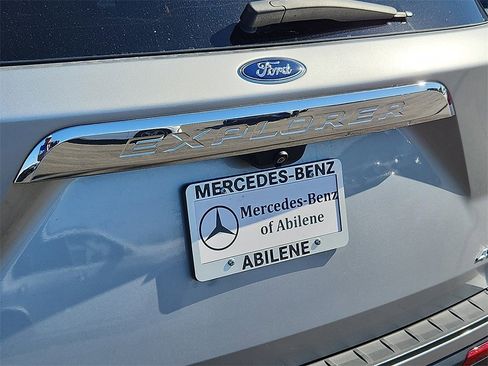 Ford
EXPLORER
MERCEDES-BENZ
Mercedes-Benz
of Abilene
ABILENE